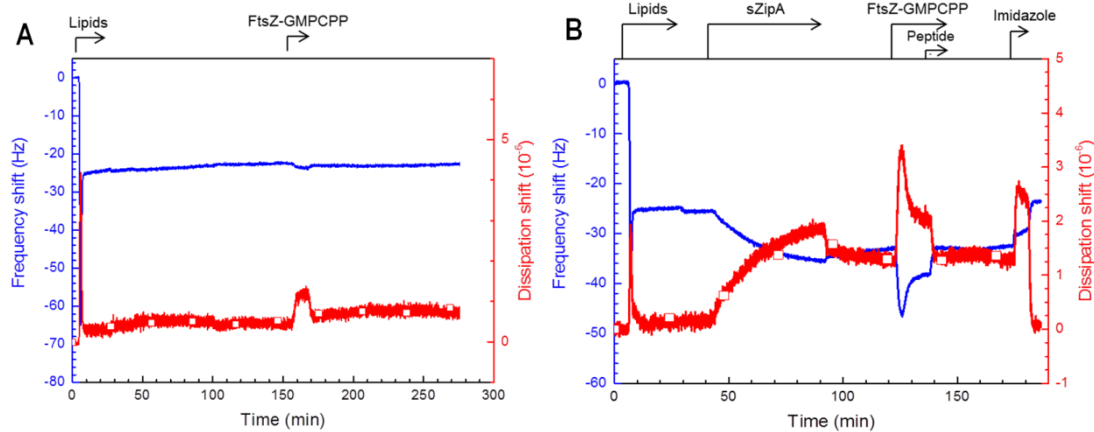 A
Lipids
FtsZ-GMPCPP
0
-10
-20
-30
-40
-50
-60
-70
-80
Frequency shift (Hz)
5
0
Dissipation shift (10⁻⁶)
0 50 100 150 200 250 300
Time (min)
B
Lipids
sZipA
FtsZ-GMPCPP
Peptide
Imidazole
0
-10
-20
-30
-40
-50
-60
Frequency shift (Hz)
5
4
3
2
1
0
-1
Dissipation shift (10⁻⁶)
0 50 100 150
Time (min)